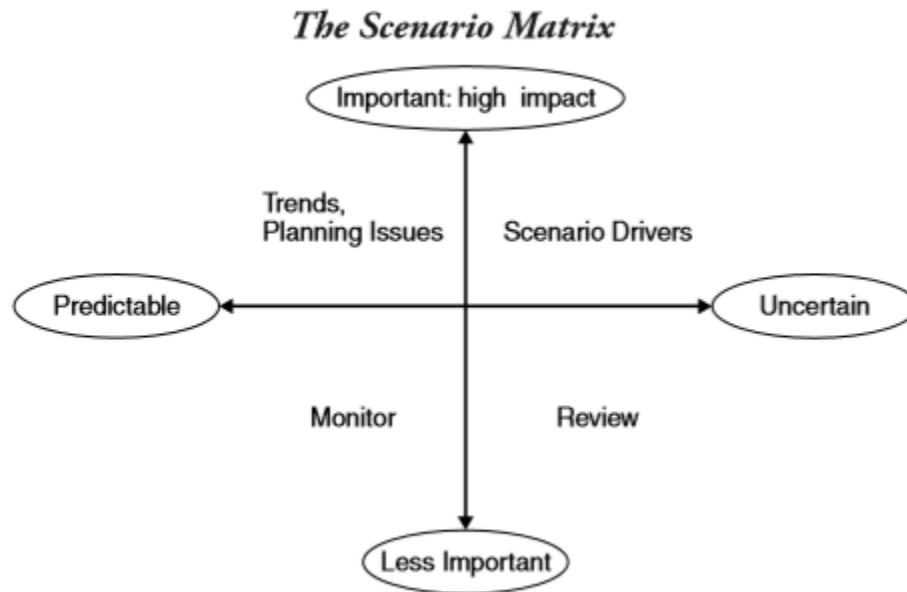 The Scenario Matrix
Important: high impact
Trends,
Planning Issues
Scenario Drivers
Predictable
Uncertain
Monitor
Review
Less Important